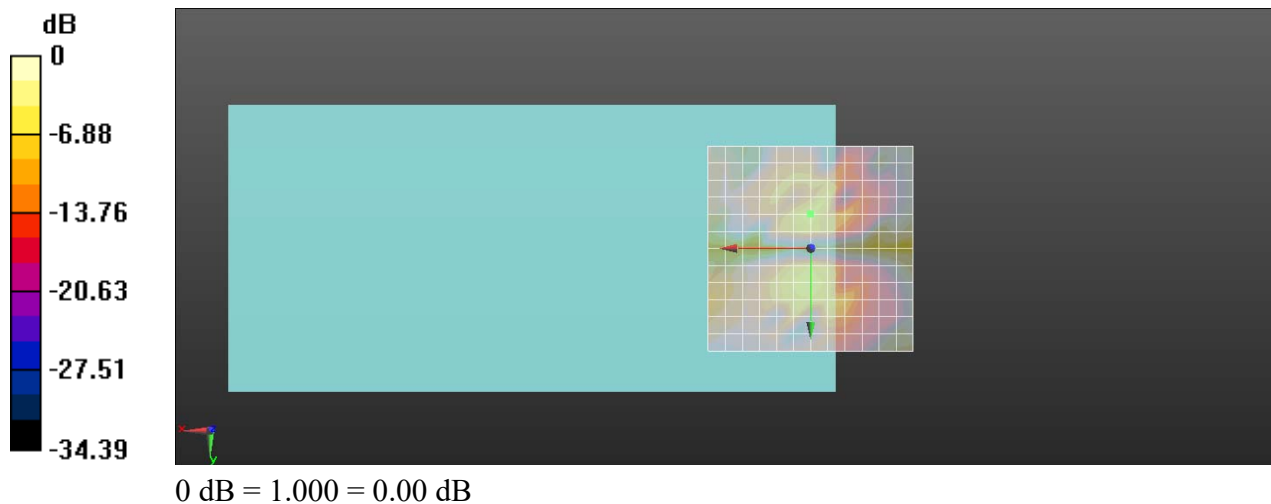 dB
0
-6.88
-13.76
-20.63
-27.51
-34.39
x
z
y
0 dB = 1.000 = 0.00 dB